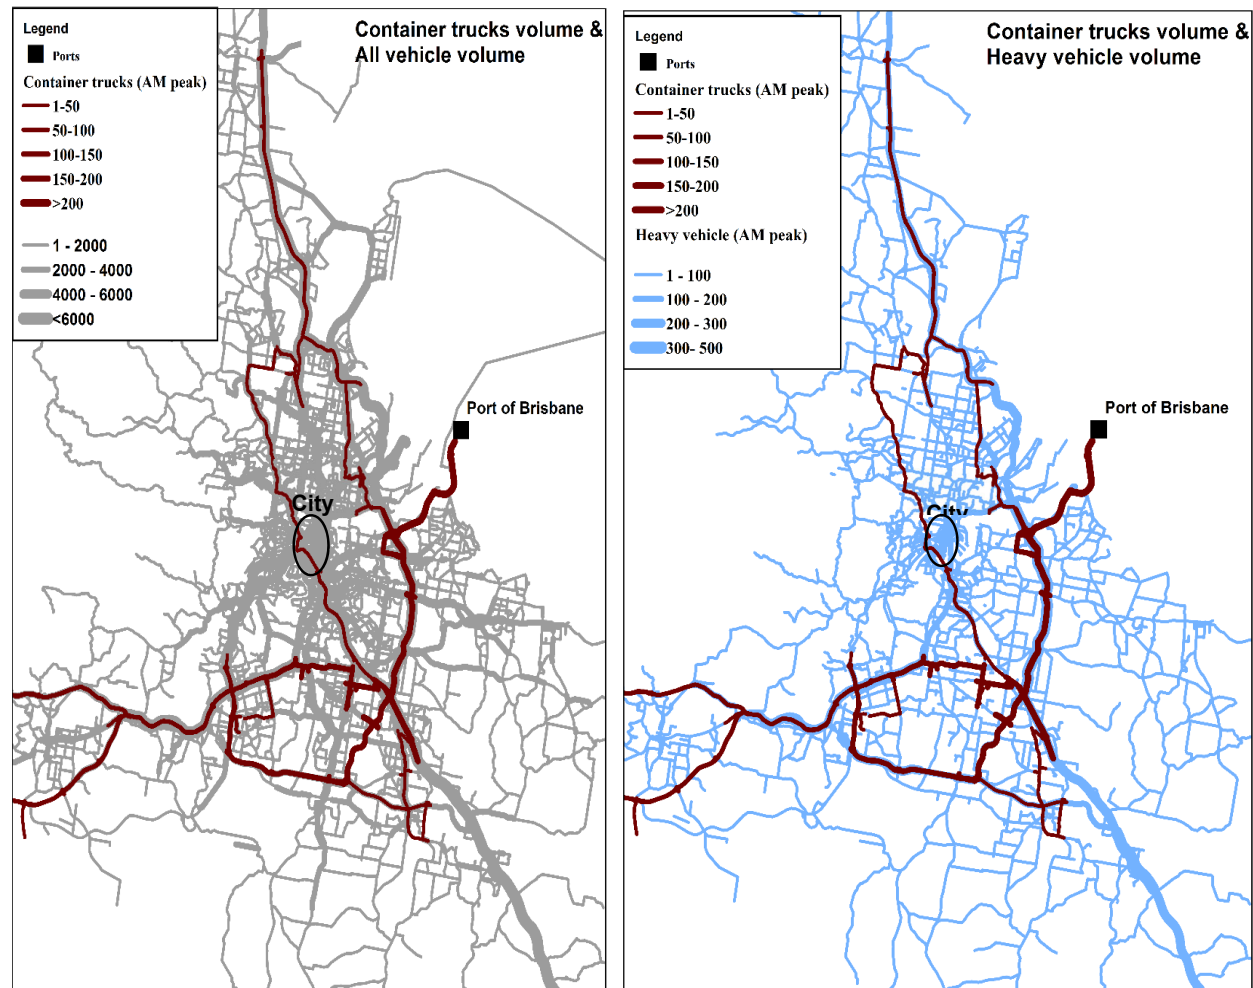 Legend
Ports
Container trucks (AM peak)
1-50
50-100
100-150
150-200
>200
1 - 2000
2000 - 4000
4000 - 6000
<6000
Container trucks volume &
All vehicle volume
Port of Brisbane
City
Legend
Ports
Container trucks (AM peak)
1-50
50-100
100-150
150-200
>200
Heavy vehicle (AM peak)
1 - 100
100 - 200
200 - 300
300- 500
Container trucks volume &
Heavy vehicle volume
Port of Brisbane
City